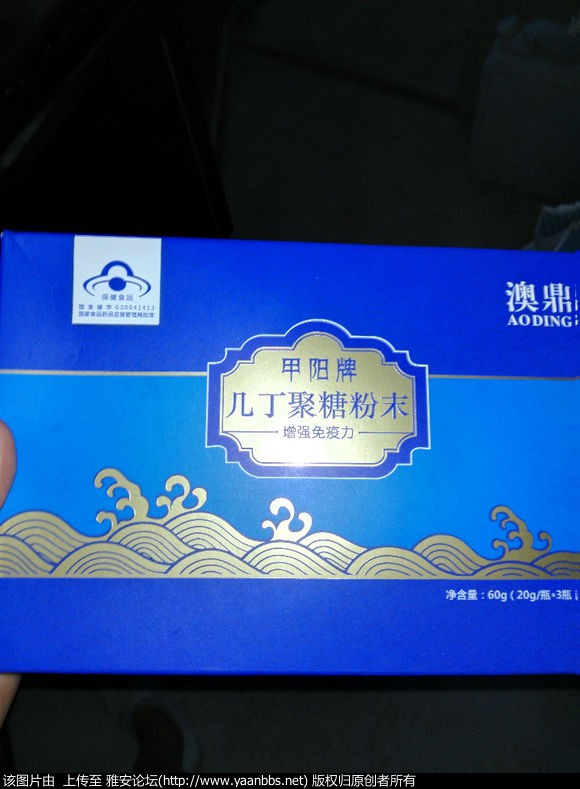 保健食品
国食健字G20041412
国家食品药品监督管理局批准
澳鼎
AODING
甲阳牌
几丁聚糖粉末
增强免疫力
净含量：60g（20g/瓶*3瓶
该图片由 上传至 雅安论坛(http://www.yaanbbs.net) 版权归原创者所有